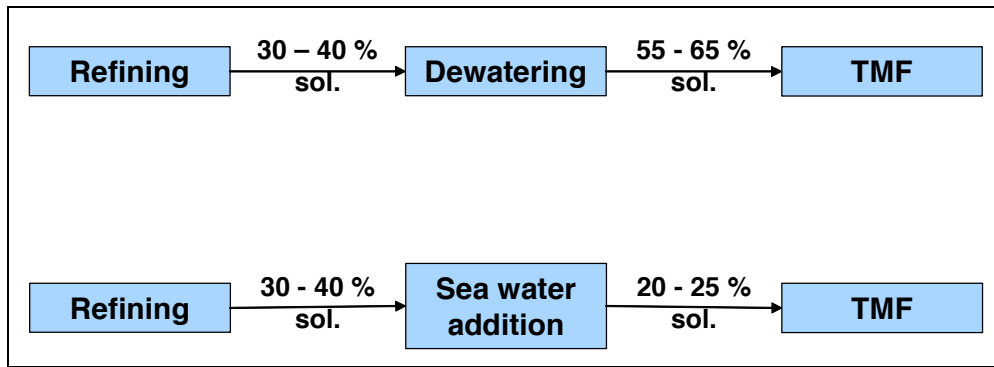 Refining
30 – 40 %
sol.
Dewatering
55 - 65 %
sol.
TMF
Refining
30 - 40 %
sol.
Sea water
addition
20 - 25 %
sol.
TMF